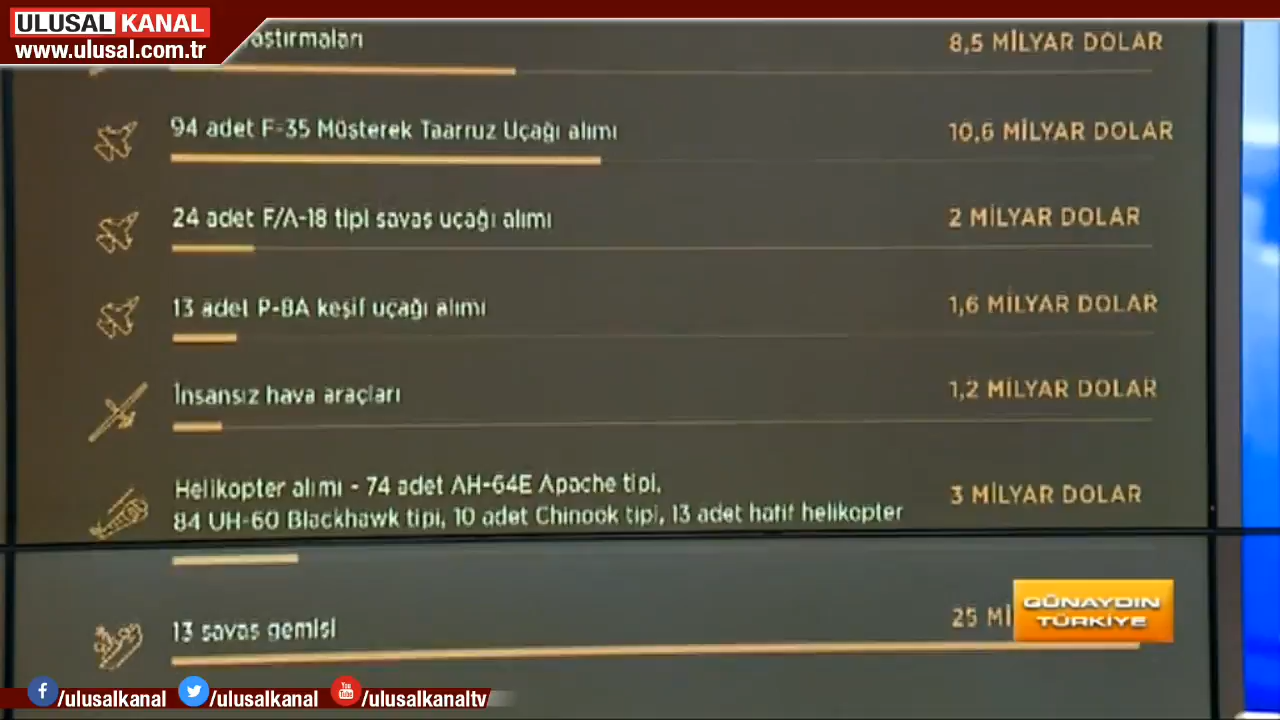 ULUSAL KANAL
www.ulusal.com.tr
8,5 MİLYAR DOLAR
94 adet F-35 Müşterek Taarruz Uçağı alımı
10,6 MİLYAR DOLAR
24 adet F/A-18 tipi savaş uçağı alımı
2 MİLYAR DOLAR
13 adet P-8A keşif uçağı alımı
1,6 MİLYAR DOLAR
İnsansız hava araçları
1,2 MİLYAR DOLAR
Helikopter alımı - 74 adet AH-64E Apache tipi,
84 UH-60 Blackhawk tipi, 10 adet Chinook tipi, 13 adet hafif helikopter
3 MİLYAR DOLAR
13 savaş gemisi
25
GÜNAYDIN
TÜRKİYE
/ulusalkanal
/ulusalkanal
You Tube
/ulusalkanaltv